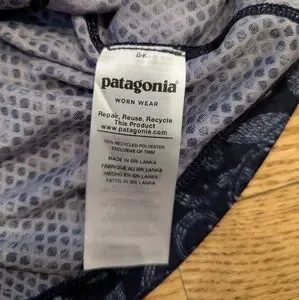 patagonia®
WORN WEAR
Repair, Reuse, Recycle
This Product
www.patagonia.com
100% RECYCLED POLYESTER
EXCLUSIVE OF TRIM
MADE IN SRI LANKA
FABRIQUÉ AU SRI LANKA
HECHO EN SRI LANKA
FATTO IN SRI LANKA